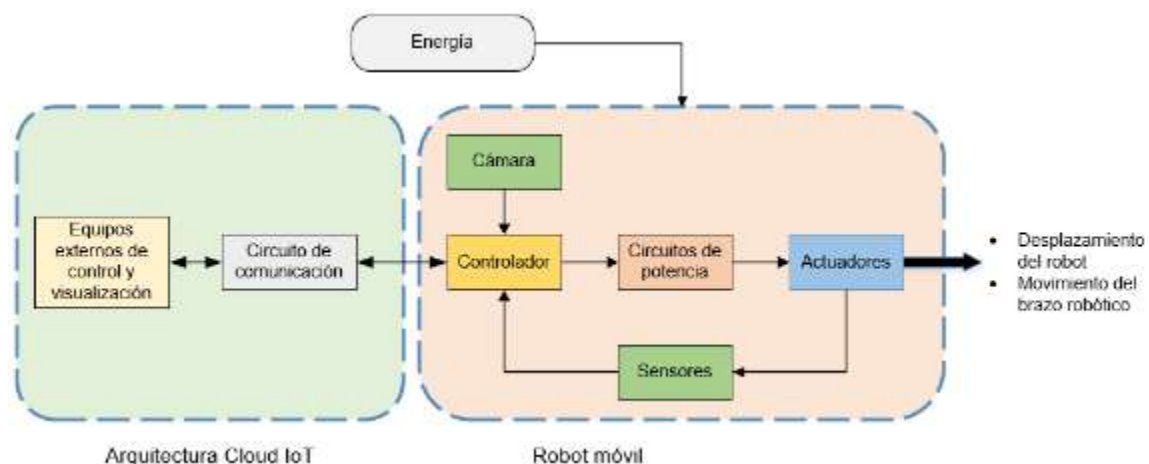 Energía
Cámara
Equipos
externos de
control y
visualización
Circuito de
comunicación
Controlador
Circuitos de
potencia
Actuadores
• Desplazamiento
del robot
• Movimiento del
brazo robótico
Sensores
Arquitectura Cloud IoT
Robot móvil